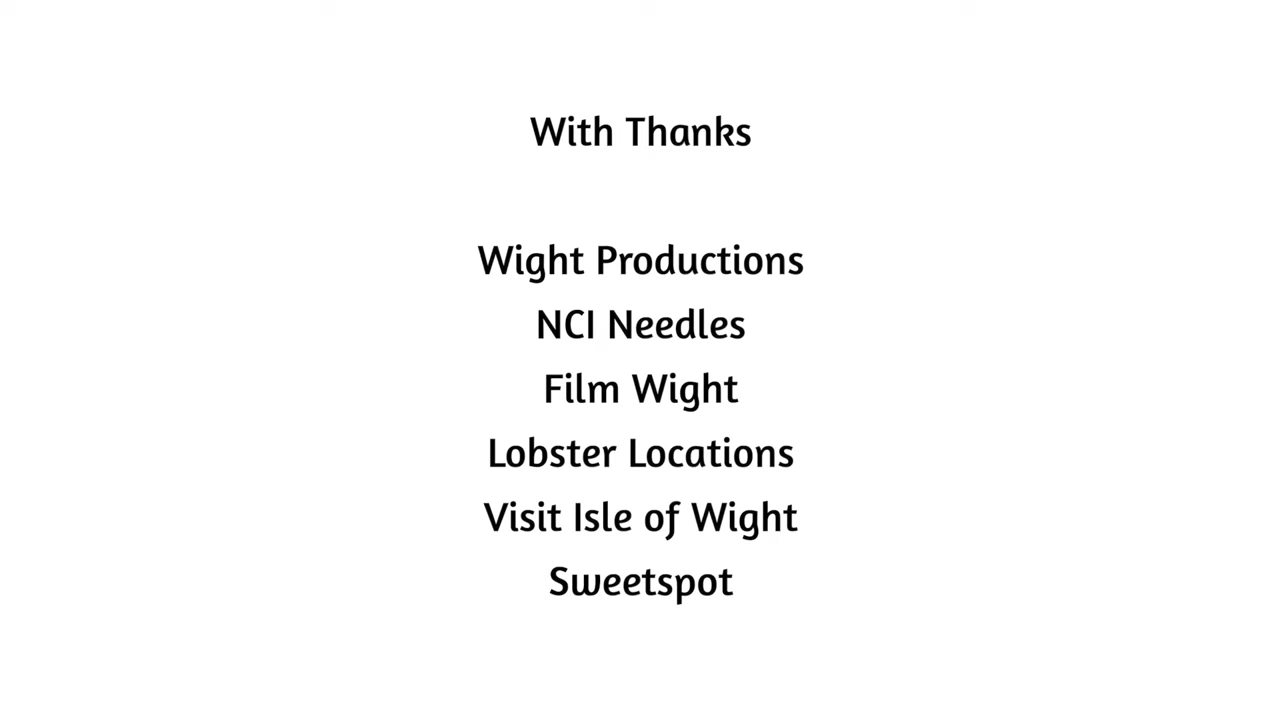 With Thanks
Wight Productions
NCI Needles
Film Wight
Lobster Locations
Visit Isle of Wight
Sweetspot